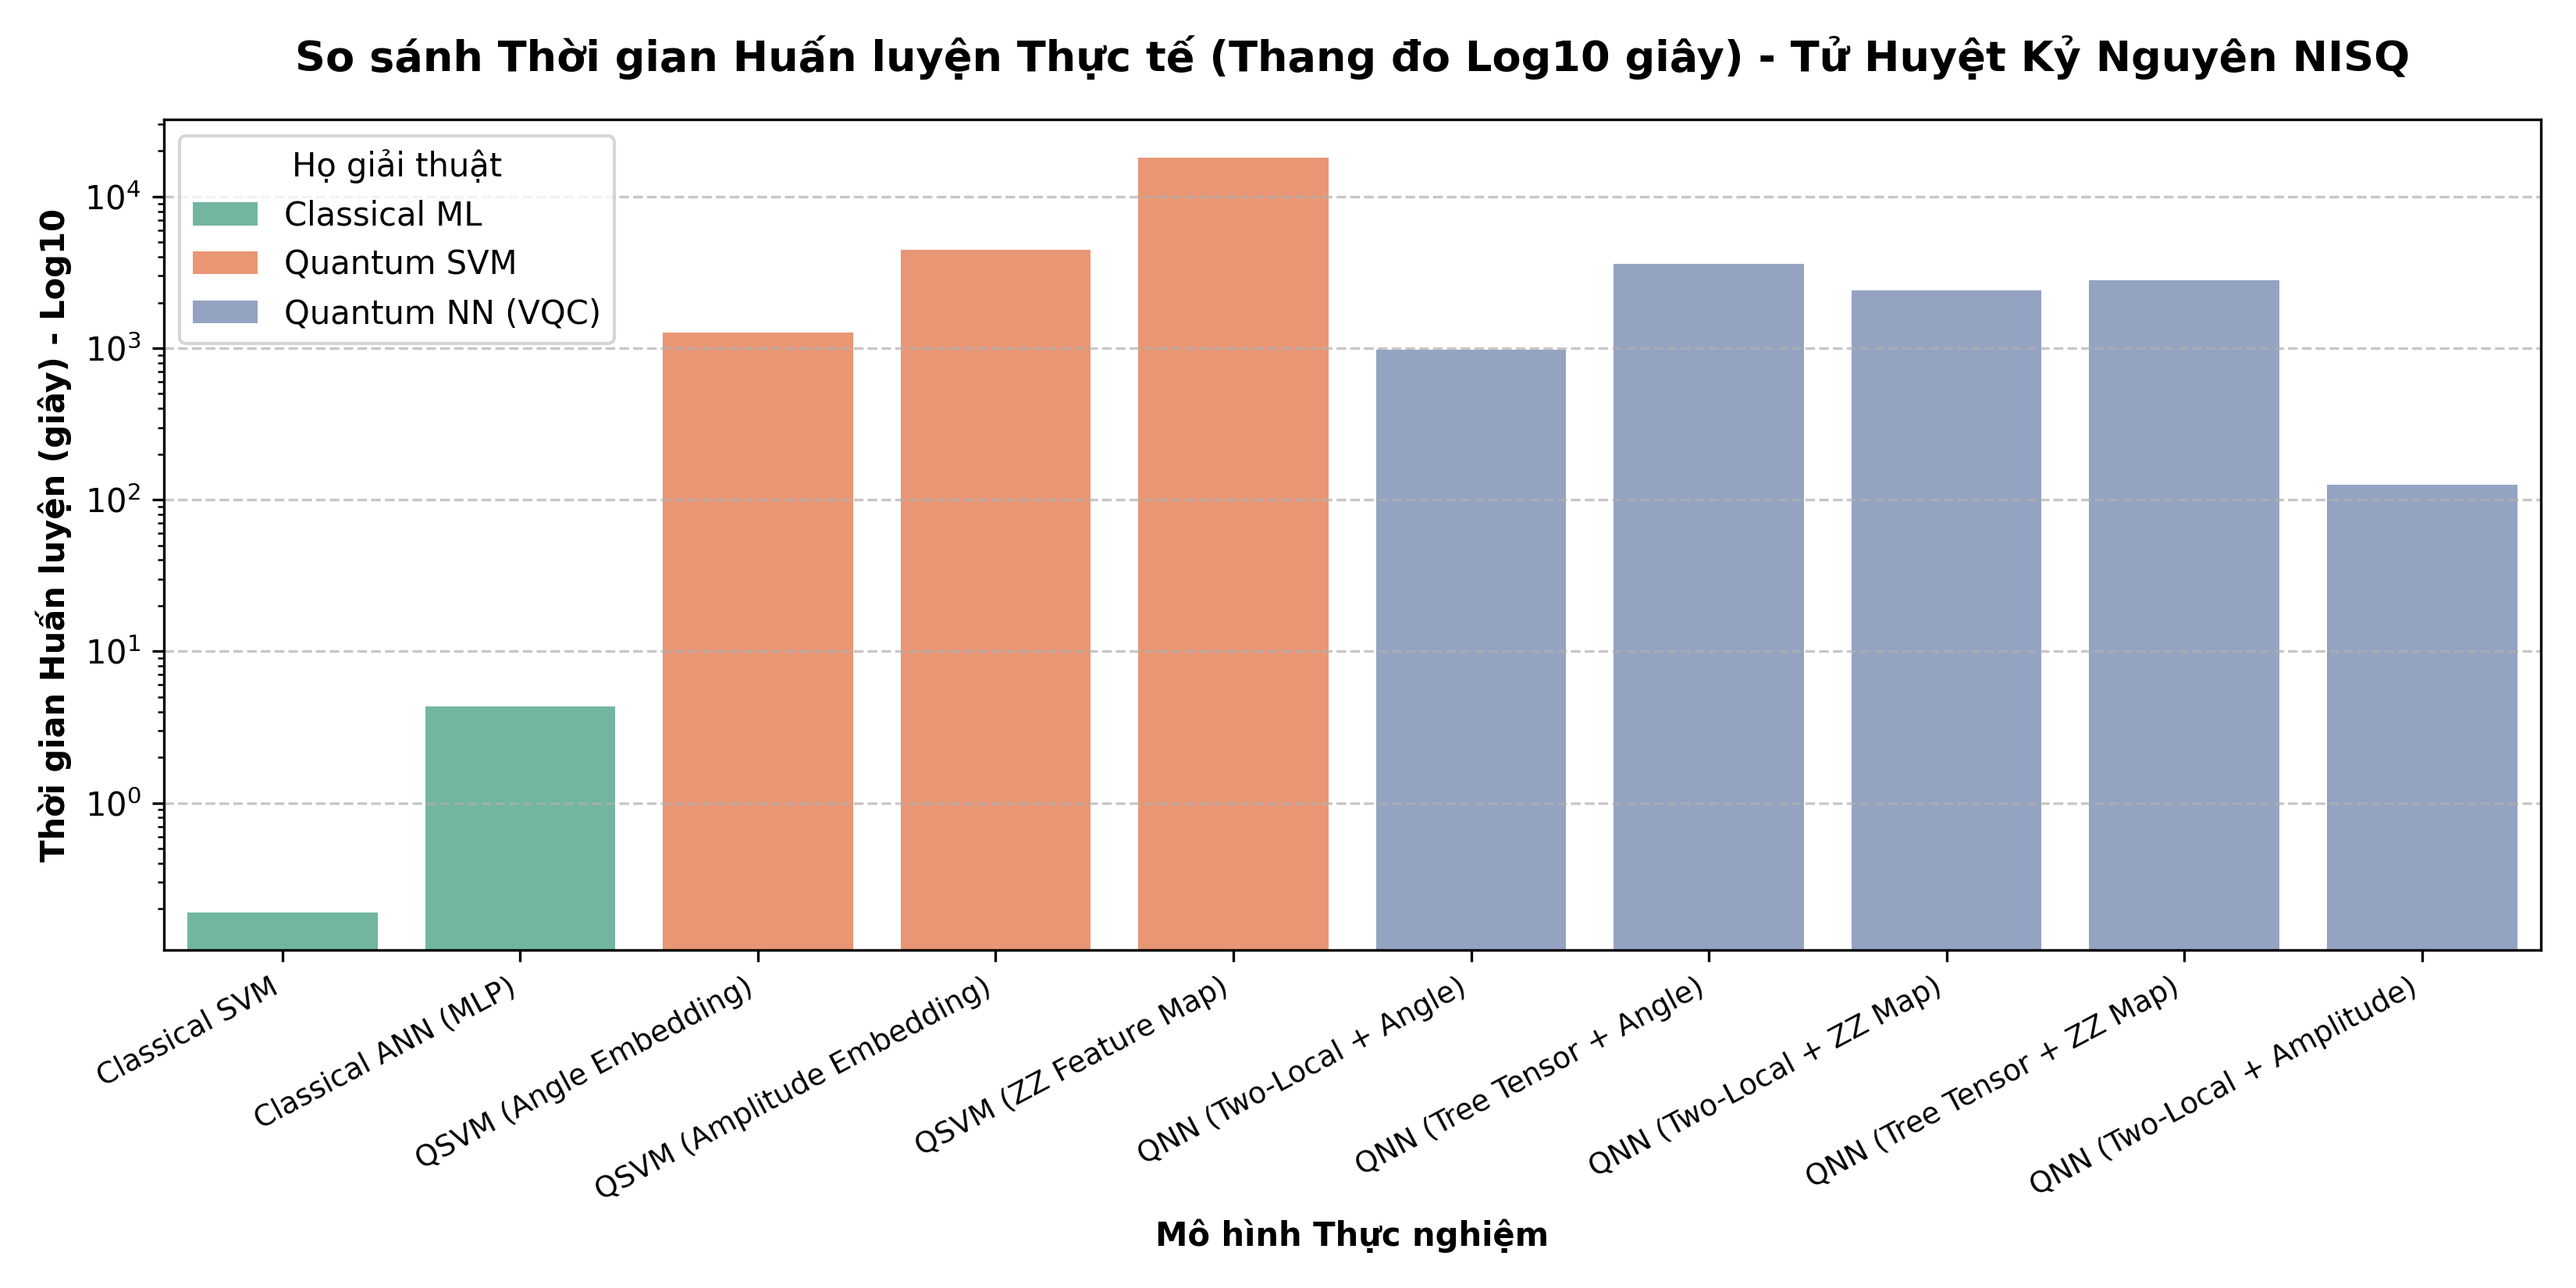 So sánh Thời gian Huấn luyện Thực tế (Thang đo Log10 giây) - Tử Huyệt Kỷ Nguyên NISQ
Họ giải thuật
Classical ML
Quantum SVM
Quantum NN (VQC)
Thời gian Huấn luyện (giây) - Log10
10⁴
10³
10²
10¹
10⁰
Classical SVM
Classical ANN (MLP)
QSVM (Angle Embedding)
QSVM (Amplitude Embedding)
QSVM (ZZ Feature Map)
QNN (Two-Local + Angle)
QNN (Tree Tensor + Angle)
QNN (Two-Local + ZZ Map)
QNN (Tree Tensor + ZZ Map)
QNN (Two-Local + Amplitude)
Mô hình Thực nghiệm